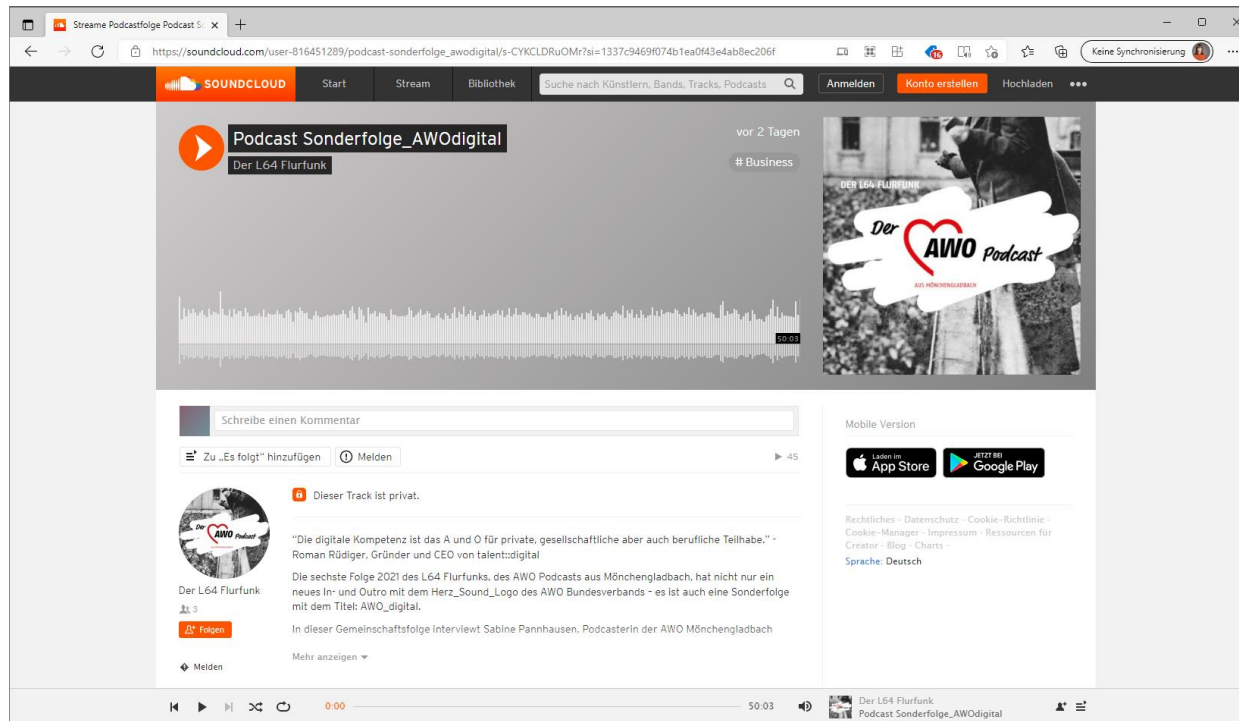 Streame Podcastfolge Podcast Sc
https://soundcloud.com/user-816451289/podcast-sonderfolge_awodigital/s-CYKCLDRuOMr?si=1337c9469f074b1ea0f43e4ab8ec206f
Keine Synchronisierung
SOUNDCLOUD
Start
Stream
Bibliothek
Suche nach Künstlern, Bands, Tracks, Podcasts
Anmelden
Konto erstellen
Hochladen
Podcast Sonderfolge_AWOdigital
Der L64 Flurfunk
vor 2 Tagen
# Business
50:03
DER L64 FLURFUNK
Der
AWO Podcast
AUS MÖNCHENGLADBACH
Schreibe einen Kommentar
Zu „Es folgt" hinzufügen
Melden
45
Der
AWO Podcast
Der L64 Flurfunk
3
Folgen
Melden
Dieser Track ist privat.
"Die digitale Kompetenz ist das A und O für private, gesellschaftliche aber auch berufliche Teilhabe." -
Roman Rüdiger, Gründer und CEO von talent::digital
Die sechste Folge 2021 des L64 Flurfunks, des AWO Podcasts aus Mönchengladbach, hat nicht nur ein
neues In- und Outro mit dem Herz_Sound_Logo des AWO Bundesverbands - es ist auch eine Sonderfolge
mit dem Titel: AWO_digital.
In dieser Gemeinschaftsfolge interviewt Sabine Pannhausen, Podcasterin der AWO Mönchengladbach
Mehr anzeigen
Mobile Version
Laden im
App Store
JETZT BEI
Google Play
Rechtliches - Datenschutz - Cookie-Richtlinie -
Cookie-Manager - Impressum - Ressourcen für
Creator - Blog - Charts -
Sprache: Deutsch
0:00
50:03
Der L64 Flurfunk
Podcast Sonderfolge_AWOdigital